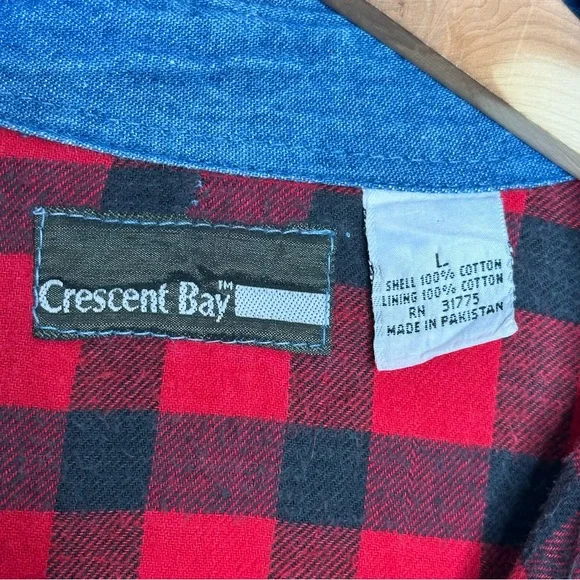 Crescent Bay™
L
SHELL 100% COTTON
LINING 100% COTTON
RN 31775
MADE IN PAKISTAN